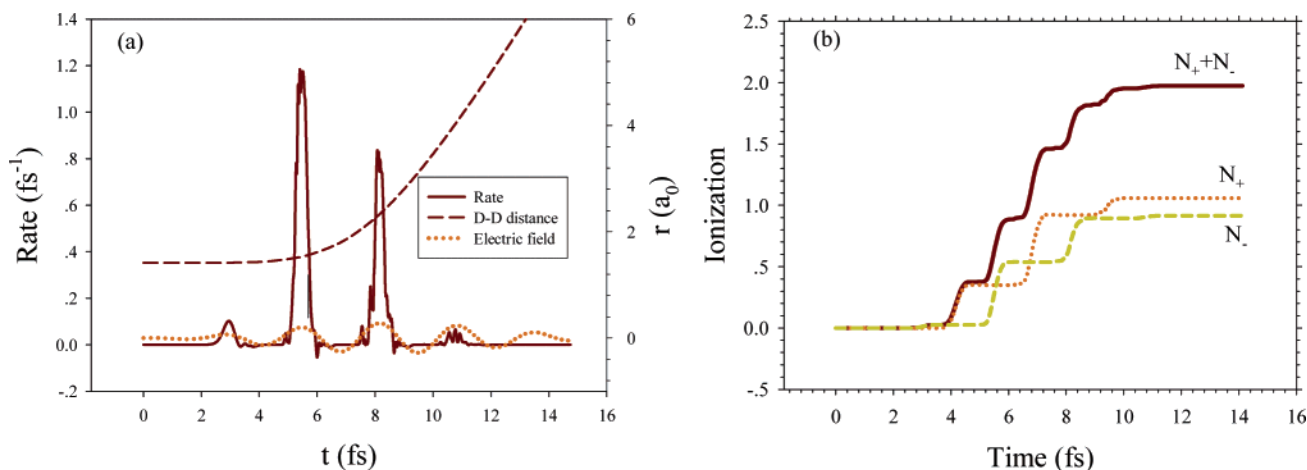 (a)
1.4
1.2
1.0
.8
.6
.4
.2
0.0
-.2
Rate (fs⁻¹)
6
4
2
0
r (a₀)
Rate
D-D distance
Electric field
0 2 4 6 8 10 12 14 16
t (fs)
(b)
2.5
2.0
1.5
1.0
.5
0.0
-.5
Ionization
N₊+N₋
N₊
N₋
0 2 4 6 8 10 12 14 16
Time (fs)